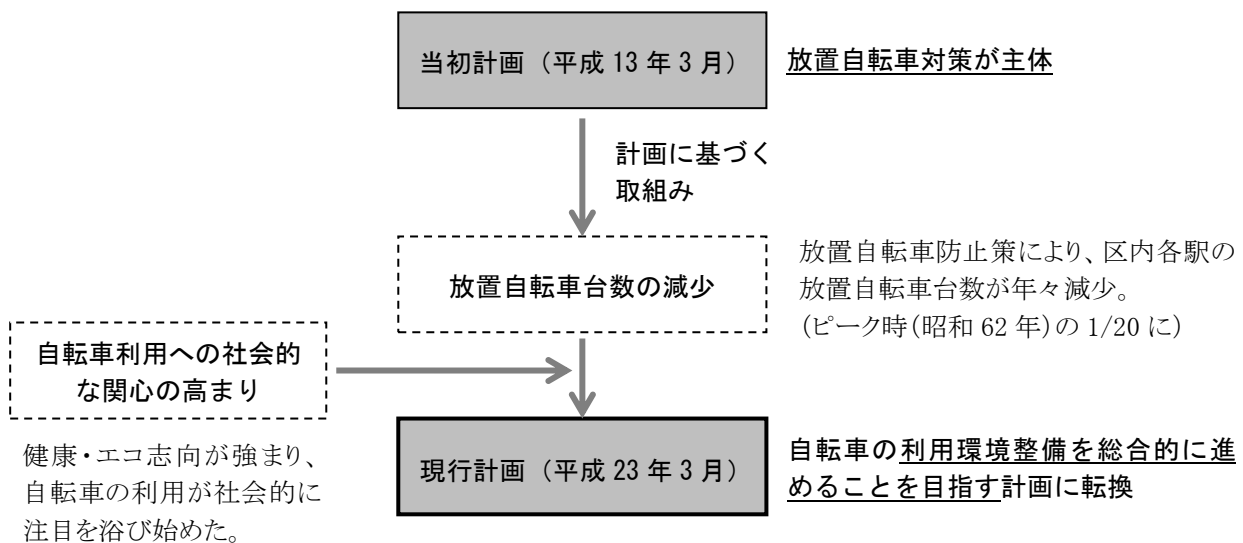 当初計画（平成 13 年 3 月）
放置自転車対策が主体
計画に基づく
取組み
放置自転車台数の減少
放置自転車防止策により、区内各駅の
放置自転車台数が年々減少。
（ピーク時（昭和 62 年）の 1/20 に）
自転車利用への社会的
な関心の高まり
健康・エコ志向が強まり、
自転車の利用が社会的に
注目を浴び始めた。
現行計画（平成 23 年 3 月）
自転車の利用環境整備を総合的に進
めることを目指す計画に転換